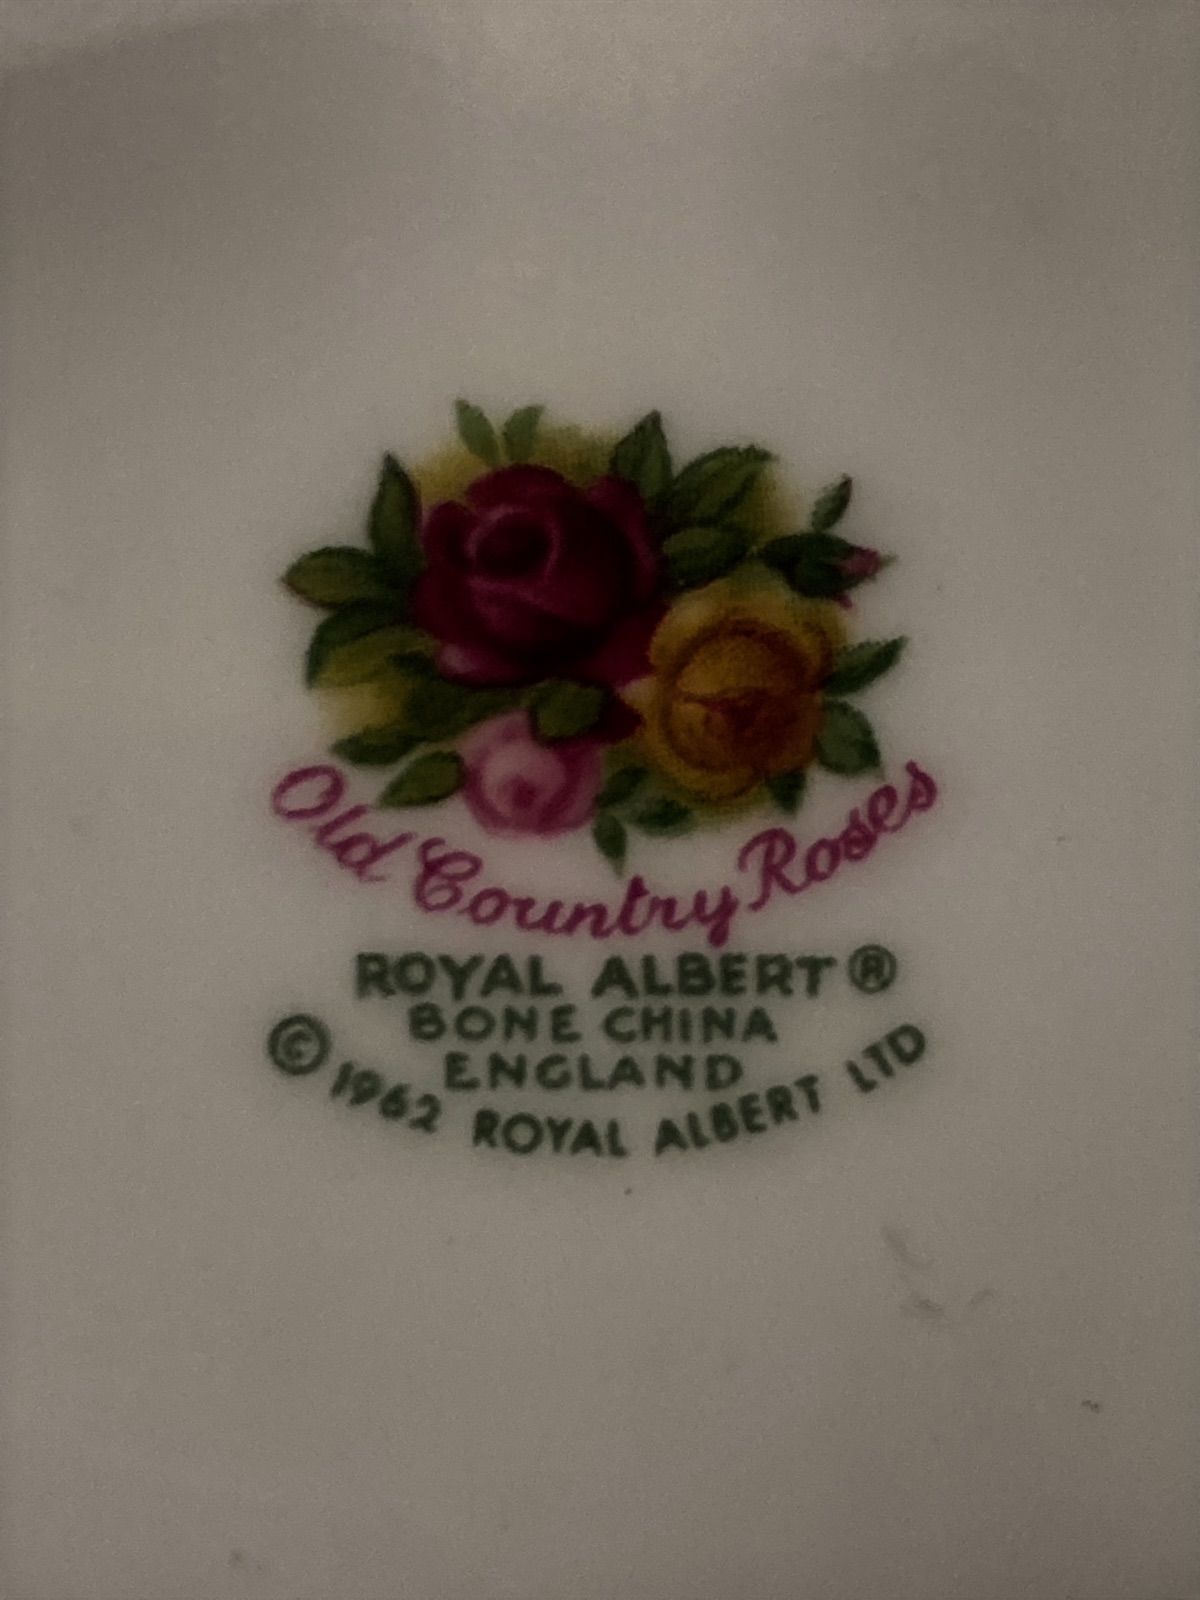 Old Country Roses
ROYAL ALBERT®
BONE CHINA
ENGLAND
© 1962 ROYAL ALBERT LTD